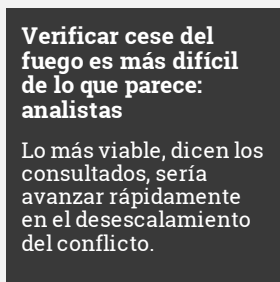 Verificar cese del
fuego es más difícil
de lo que parece:
analistas
Lo más viable, dicen los
consultados, sería
avanzar rápidamente
en el desescalamiento
del conflicto.